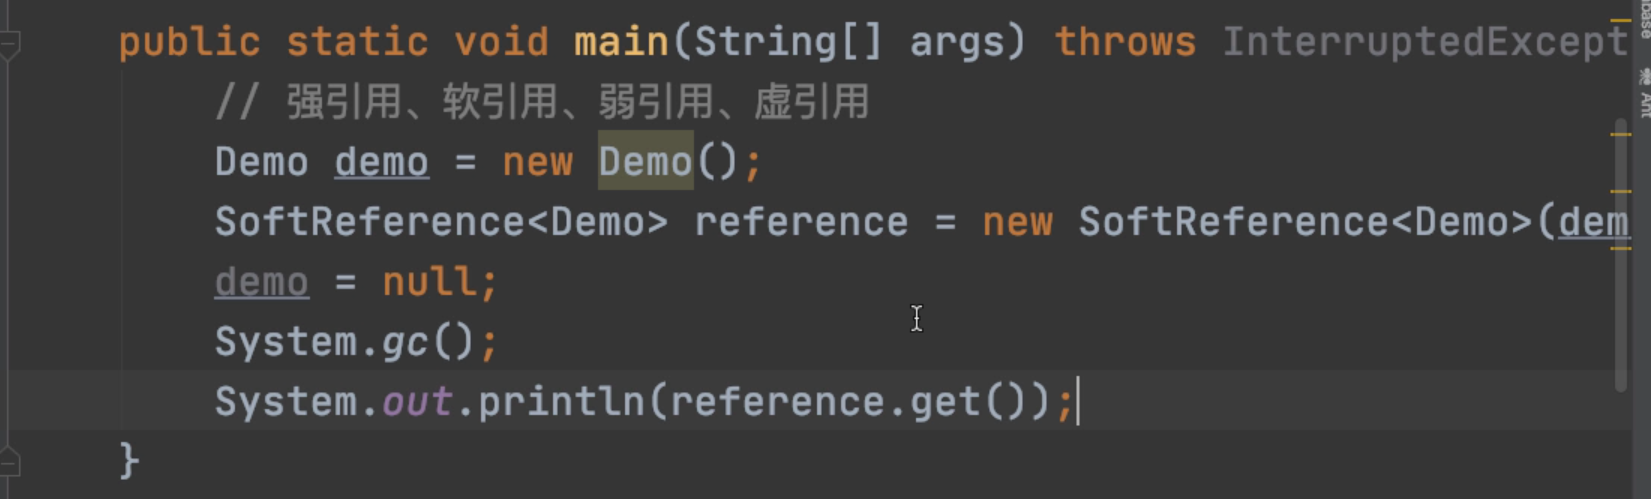 public static void main(String[] args) throws InterruptedExcept
// 强引用、软引用、弱引用、虚引用
Demo demo = new Demo();
SoftReference<Demo> reference = new SoftReference<Demo>(dem
demo = null;
System.gc();
System.out.println(reference.get());
}
abase
Ant